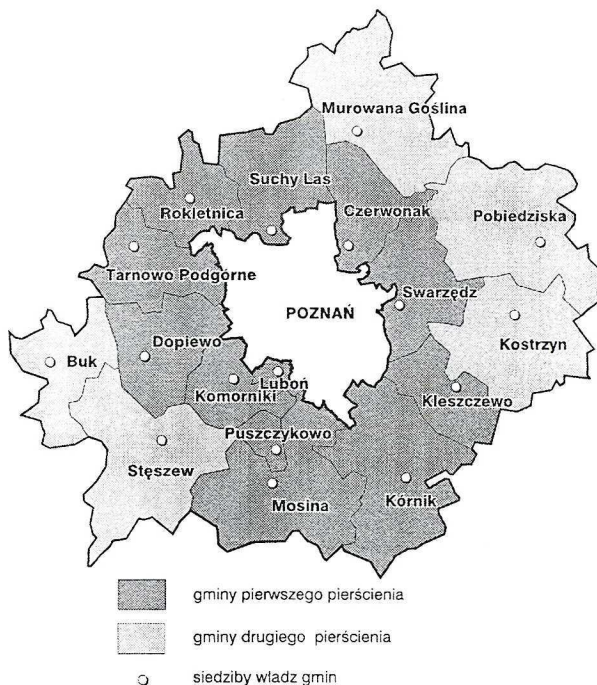 Murowana Goślina
Suchy Las
Rokietnica
Czerwonak
Pobiedziska
Tarnowo Podgórne
Swarzędz
POZNAŃ
Kostrzyn
Buk
Dopiewo
Luboń
Komorniki
Kleszczewo
Puszczykowo
Stęszew
Mosina
Kórnik
gminy pierwszego pierścienia
gminy drugiego pierścienia
siedziby władz gmin